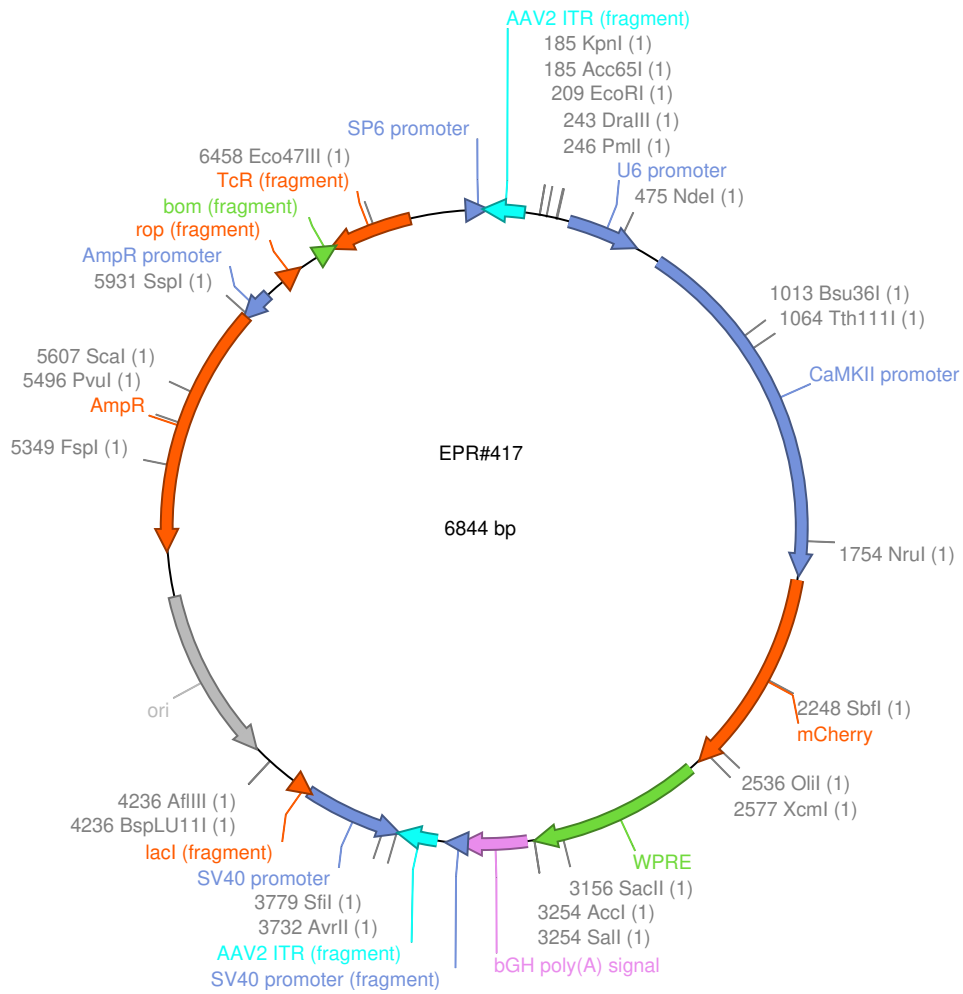 AAV2 ITR (fragment)
185 KpnI (1)
185 Acc65I (1)
209 EcoRI (1)
243 DraIII (1)
246 PmlI (1)
U6 promoter
475 NdeI (1)
1013 Bsu36I (1)
1064 Tth111I (1)
CaMKII promoter
1754 NruI (1)
2248 SbfI (1)
mCherry
2536 OliI (1)
2577 XcmI (1)
WPRE
3156 SacII (1)
3254 AccI (1)
3254 SalI (1)
bGH poly(A) signal
SV40 promoter (fragment)
AAV2 ITR (fragment)
3732 AvrII (1)
3779 SfiI (1)
SV40 promoter
lacI (fragment)
4236 BspLU11I (1)
4236 AflIII (1)
ori
5349 FspI (1)
AmpR
5496 PvuI (1)
5607 ScaI (1)
5931 SspI (1)
AmpR promoter
rop (fragment)
bom (fragment)
TcR (fragment)
6458 Eco47III (1)
SP6 promoter
EPR#417
6844 bp